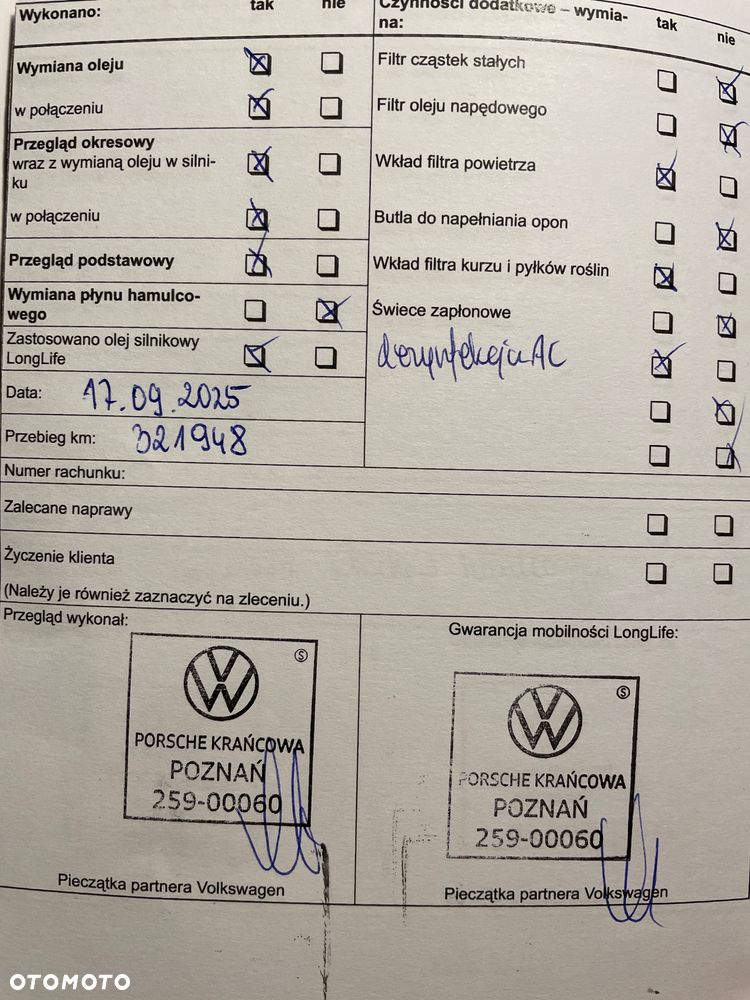 Wykonano:
tak
nie
Wymiana oleju
w połączeniu
Przegląd okresowy
wraz z wymianą oleju w silni-
ku
w połączeniu
Przegląd podstawowy
Wymiana płynu hamulco-
wego
Zastosowano olej silnikowy
LongLife
Data: 17.09.2025
Przebieg km: 321948
Czynności dodatkowe – wymia-
na:
tak
nie
Filtr cząstek stałych
Filtr oleju napędowego
Wkład filtra powietrza
Butla do napełniania opon
Wkład filtra kurzu i pyłków roślin
Świece zapłonowe
AC
Numer rachunku:
Zalecane naprawy
Życzenie klienta
(Należy je również zaznaczyć na zleceniu.)
Przegląd wykonał:
S
VW
PORSCHE KRAŃCOWA
POZNAŃ
259-00060
Pieczątka partnera Volkswagen
Gwarancja mobilności LongLife:
S
VW
PORSCHE KRAŃCOWA
POZNAŃ
259-00060
Pieczątka partnera Volkswagen
OTOMOTO